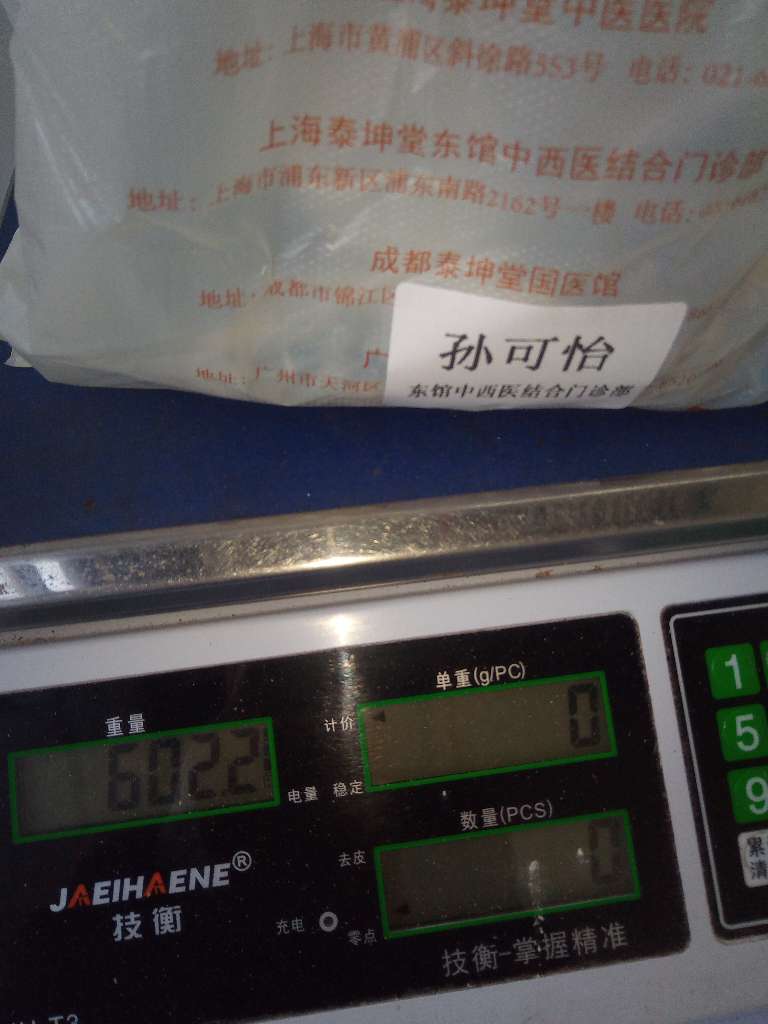 泰坤堂中医医院
地址：上海市黄浦区斜徐路553号 电话：021-6
上海泰坤堂东馆中西医结合门诊部
地址：上海市浦东新区浦东南路2162号一楼 电话：
成都泰坤堂国医馆
地址：成都市锦江区
孙可怡
广
地址：广州市天河区
东馆中西医结合门诊部
单重(g/PC)
重量
计价
0
602.2
电量 稳定
数量(PCS)
去皮
0
JAEIHAENE®
技衡
充电
零点
技衡-掌握精准
1
5
9
累
清
T3